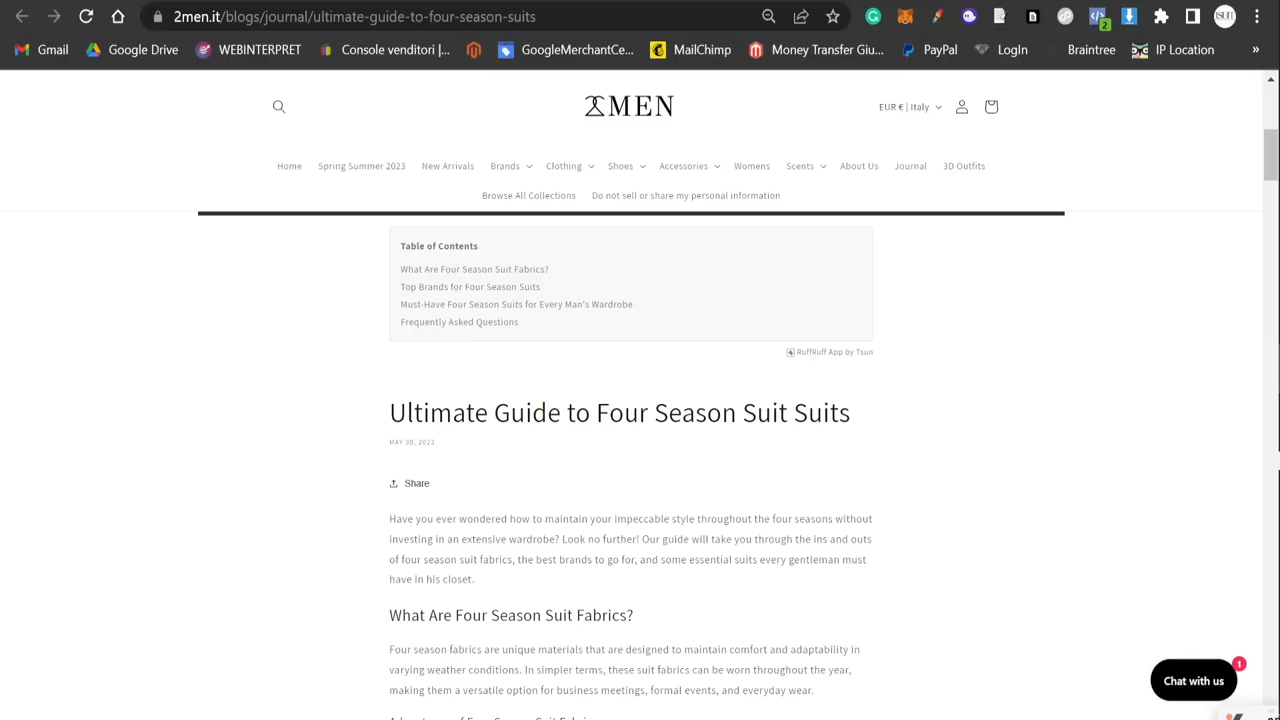 2men.it/blogs/journal/ultimate-guide-to-four-season-suits
2
Gmail
Google Drive
WEBINTERPRET
Console venditori |...
GoogleMerchantCe...
MailChimp
Money Transfer Giu...
PayPal
LogIn
Braintree
IP Location
»
2MEN
EUR € | Italy
Home
Spring Summer 2023
New Arrivals
Brands
Clothing
Shoes
Accessories
Womens
Scents
About Us
Journal
3D Outfits
Browse All Collections
Do not sell or share my personal information
Table of Contents
What Are Four Season Suit Fabrics?
Top Brands for Four Season Suits
Must-Have Four Season Suits for Every Man's Wardrobe
Frequently Asked Questions
RuffRuff App by Tsun
Ultimate Guide to Four Season Suit Suits
MAY 30, 2023
Share
Have you ever wondered how to maintain your impeccable style throughout the four seasons without
investing in an extensive wardrobe? Look no further! Our guide will take you through the ins and outs
of four season suit fabrics, the best brands to go for, and some essential suits every gentleman must
have in his closet.
What Are Four Season Suit Fabrics?
Four season fabrics are unique materials that are designed to maintain comfort and adaptability in
varying weather conditions. In simpler terms, these suit fabrics can be worn throughout the year,
making them a versatile option for business meetings, formal events, and everyday wear.
1
Chat with us